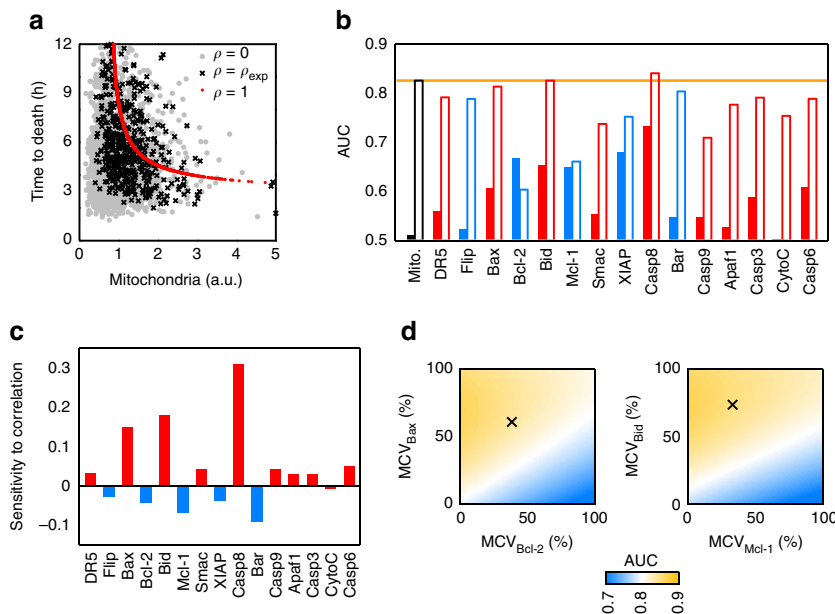 a
Time to death (h)
12
9
6
3
0
ρ = 0
ρ = ρexp
ρ = 1
0 1 2 3 4 5
Mitochondria (a.u.)
b
AUC
0.9
0.8
0.7
0.6
0.5
Mito.
DR5
Flip
Bax
Bcl-2
Bid
Mcl-1
Smac
XIAP
Casp8
Bar
Casp9
Apaf1
Casp3
CytoC
Casp6
c
Sensitivity to correlation
0.3
0.2
0.1
0
−0.1
DR5
Flip
Bax
Bcl-2
Bid
Mcl-1
Smac
XIAP
Casp8
Bar
Casp9
Apaf1
Casp3
CytoC
Casp6
d
MCVBax (%)
100
50
0
0 50 100
MCVBcl-2 (%)
MCVBid (%)
100
50
0
0 50 100
MCVMcl-1 (%)
AUC
0.7 0.8 0.9